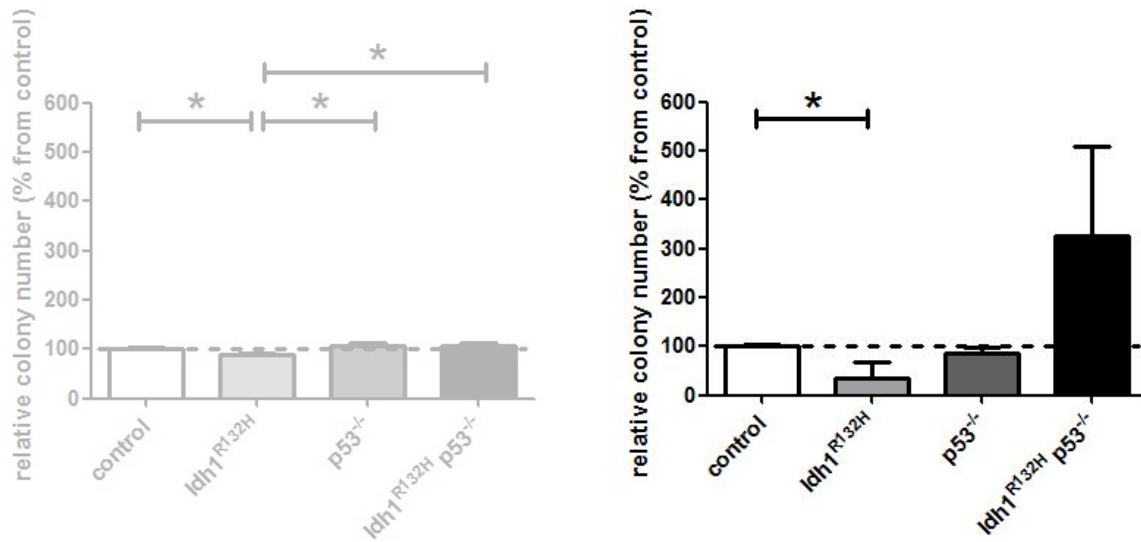 *
* *
relative colony number (% from control)
600
500
400
300
200
100
0
control
Idh1R132H
p53-/-
Idh1R132H p53-/-
*
relative colony number (% from control)
600
500
400
300
200
100
0
control
Idh1R132H
p53-/-
Idh1R132H p53-/-